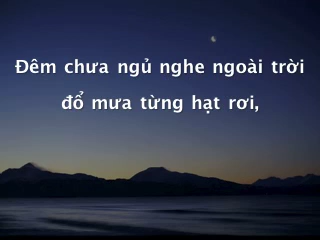 Đêm chưa ngủ nghe ngoài trời
đổ mưa từng hạt rơi,